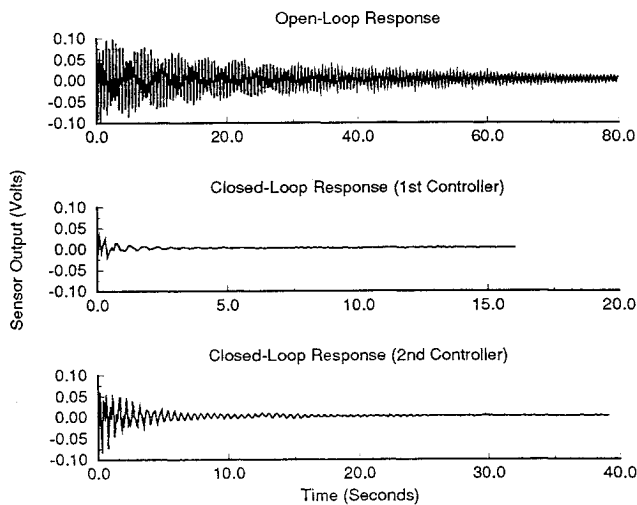 Open-Loop Response
0.10
0.05
0.00
-0.05
-0.10
0.0 20.0 40.0 60.0 80.0
Sensor Output (Volts)
Closed-Loop Response (1st Controller)
0.10
0.05
0.00
-0.05
-0.10
0.0 5.0 10.0 15.0 20.0
Closed-Loop Response (2nd Controller)
0.10
0.05
0.00
-0.05
-0.10
0.0 10.0 20.0 30.0 40.0
Time (Seconds)